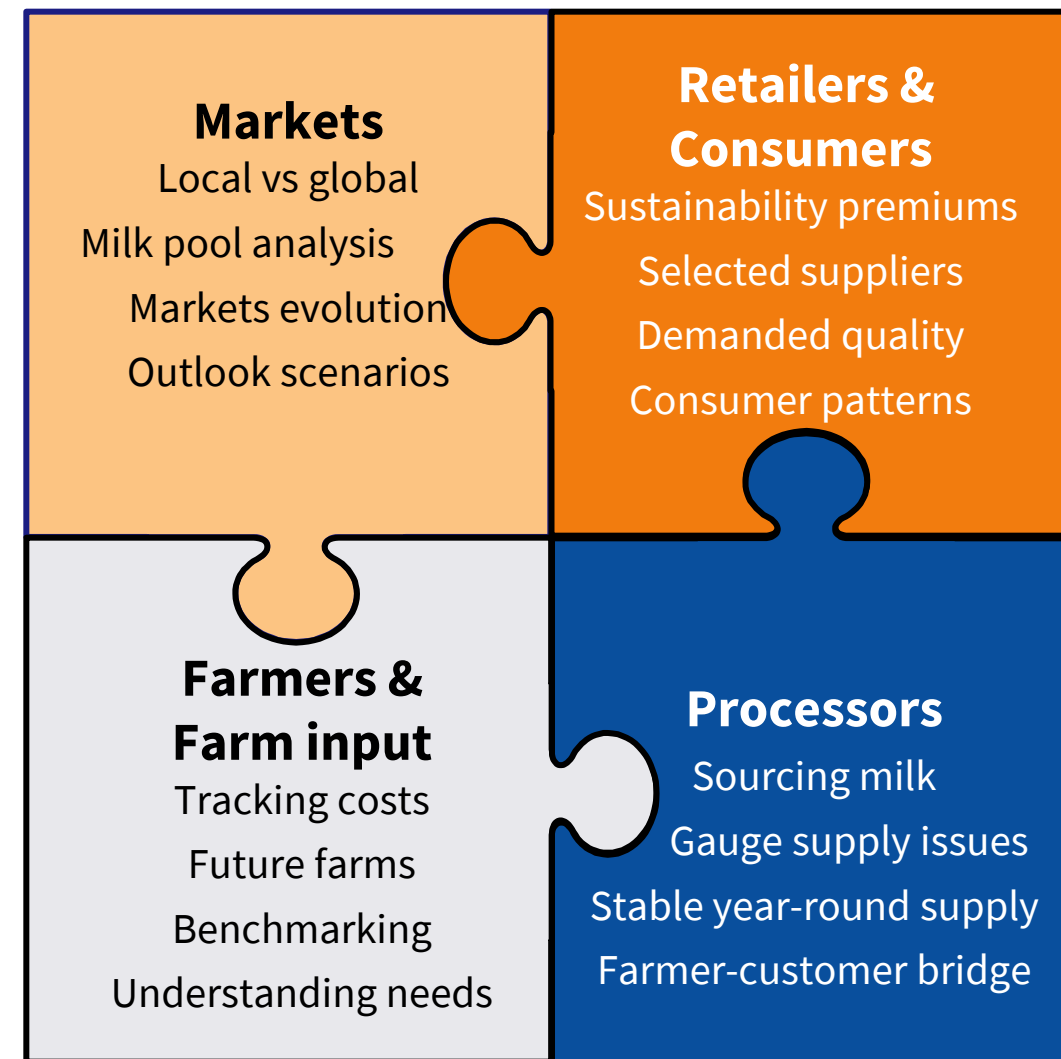 Markets
Local vs global
Milk pool analysis
Markets evolution
Outlook scenarios
Retailers &
Consumers
Sustainability premiums
Selected suppliers
Demanded quality
Consumer patterns
Farmers &
Farm input
Tracking costs
Future farms
Benchmarking
Understanding needs
Processors
Sourcing milk
Gauge supply issues
Stable year-round supply
Farmer-customer bridge